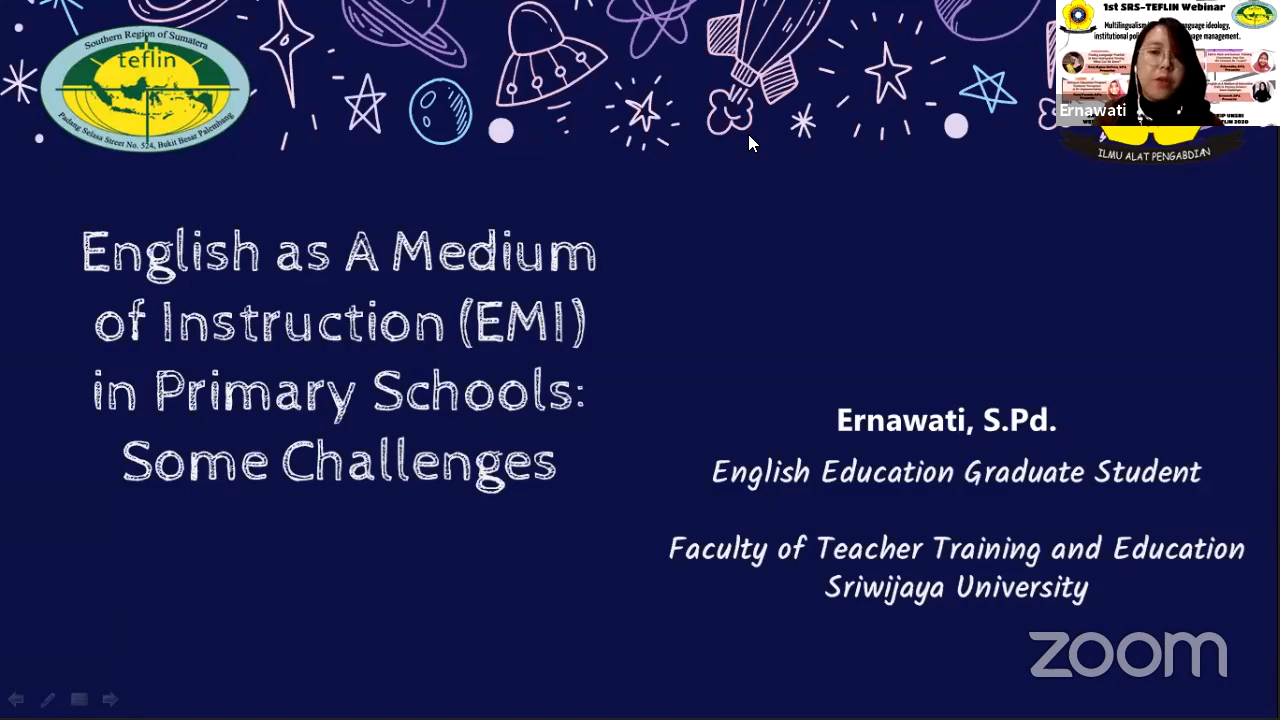 Southern Region of Sumatera
teflin
Padang Selasa Street No. 524, Bukit Besar Palembang
1st SRS-TEFLIN Webinar
Ernawati
ILMU ALAT PENGABDIAN
English as A Medium
of Instruction (EMI)
in Primary Schools:
Some Challenges
Ernawati, S.Pd.
English Education Graduate Student
Faculty of Teacher Training and Education
Sriwijaya University
zoom